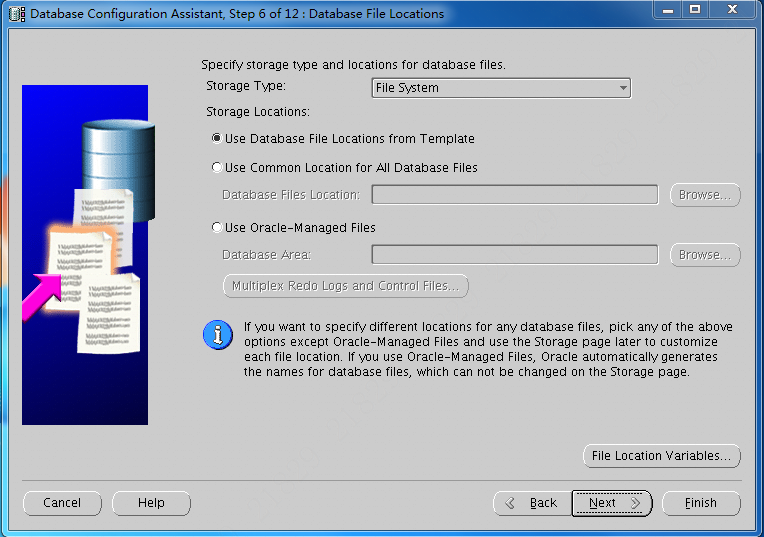 Database Configuration Assistant, Step 6 of 12 : Database File Locations
Specify storage type and locations for database files.
Storage Type:
File System
Storage Locations:
Use Database File Locations from Template
Use Common Location for All Database Files
Database Files Location:
Browse...
Use Oracle-Managed Files
Database Area:
Browse...
Multiplex Redo Logs and Control Files...
If you want to specify different locations for any database files, pick any of the above
options except Oracle-Managed Files and use the Storage page later to customize
each file location. If you use Oracle-Managed Files, Oracle automatically generates
the names for database files, which can not be changed on the Storage page.
File Location Variables...
Cancel
Help
Back
Next
Finish